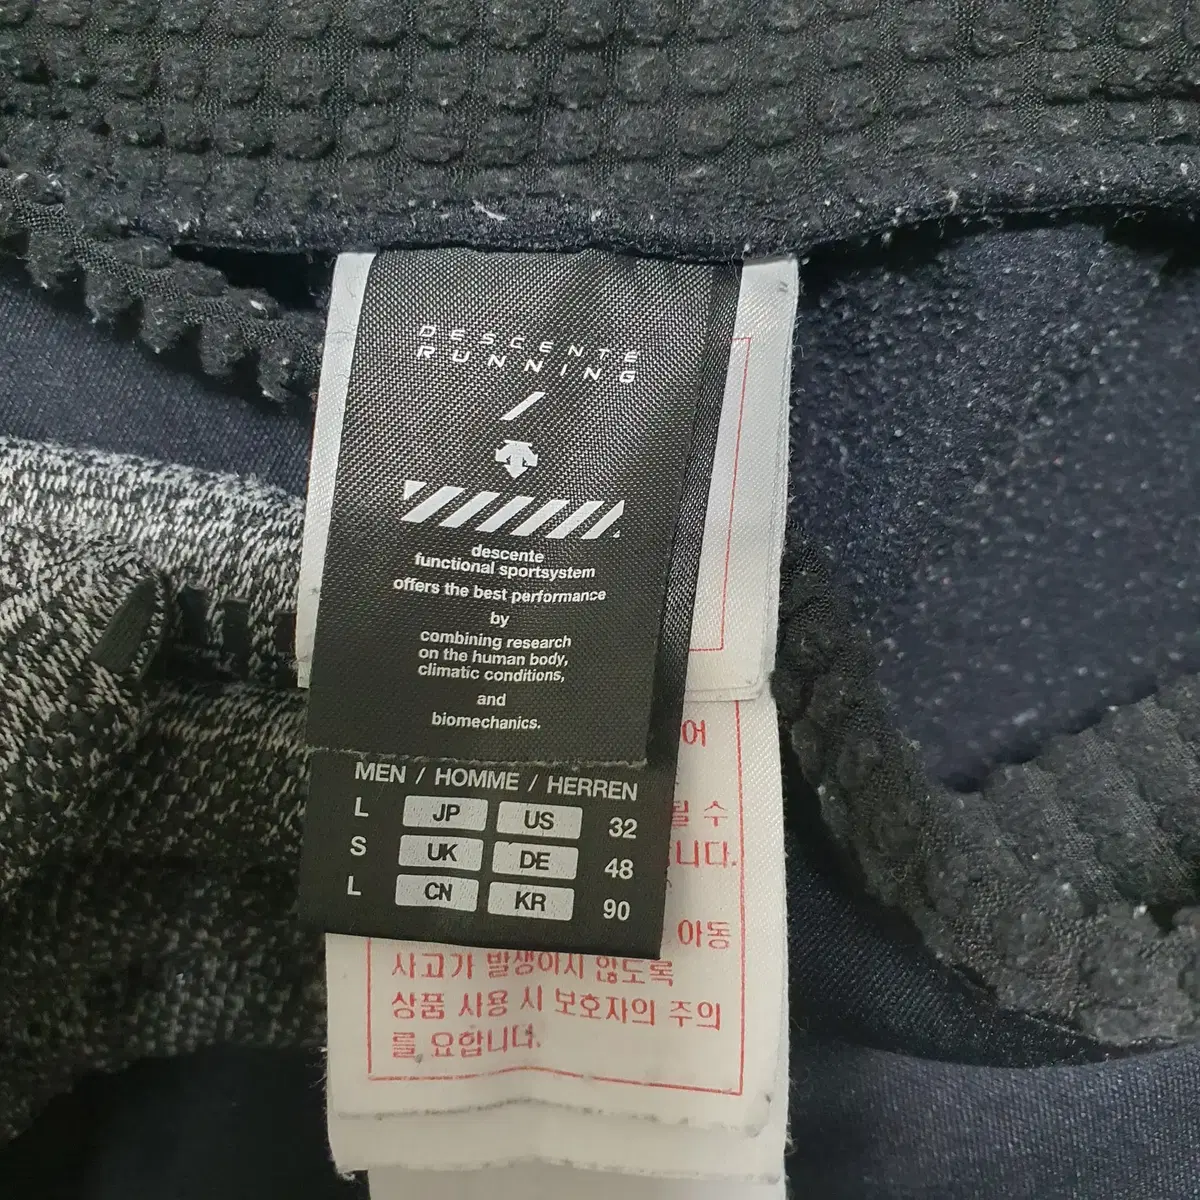 DESCENTE
RUNNING
descente
functional sportsystem
offers the best performance
by
combining research
on the human body,
climatic conditions,
and
biomechanics.
MEN / HOMME / HERREN
L JP US 32
S UK DE 48
L CN KR 90
어
될 수
니다.
아동
사고가 발생하지 않도록
상품 사용 시 보호자의 주의
를 요합니다.